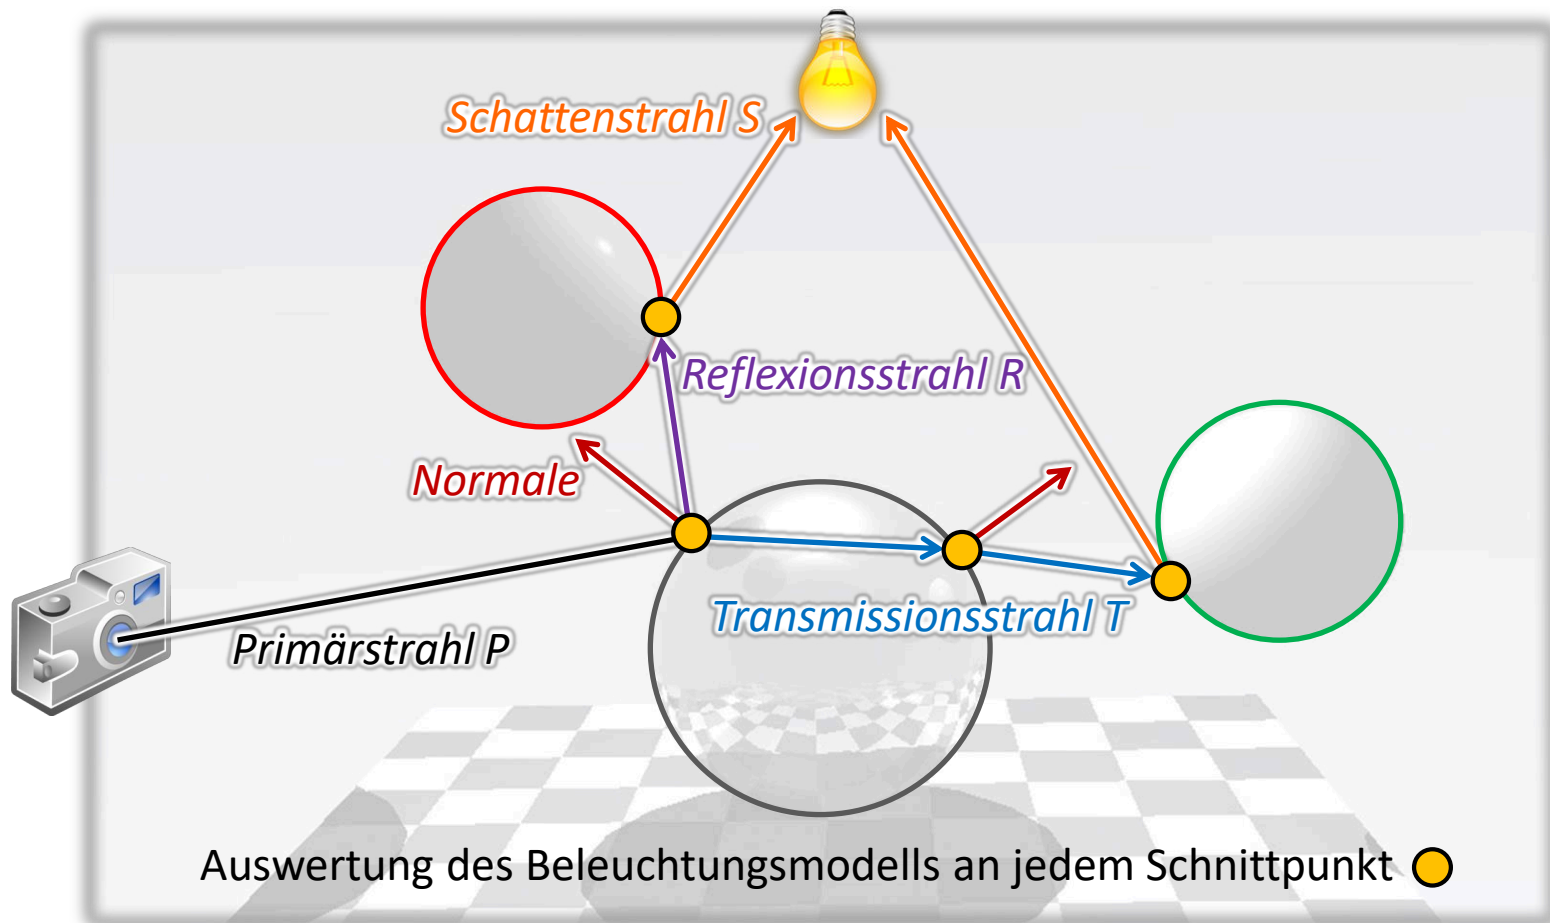 Schattenstrahl S
Reflexionsstrahl R
Normale
Transmissionsstrahl T
Primärstrahl P
Auswertung des Beleuchtungsmodells an jedem Schnittpunkt